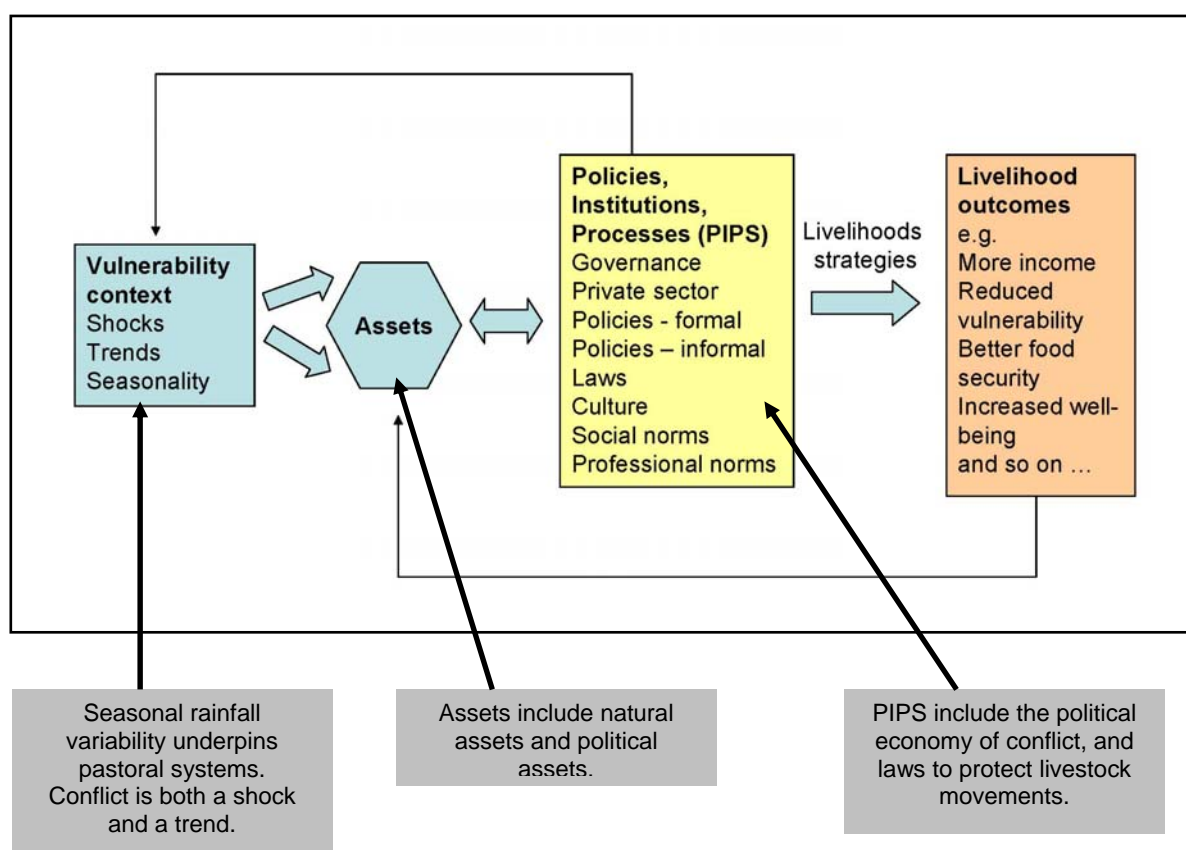 Vulnerability
context
Shocks
Trends
Seasonality
Assets
Policies,
Institutions,
Processes (PIPS)
Governance
Private sector
Policies - formal
Policies – informal
Laws
Culture
Social norms
Professional norms
Livelihoods
strategies
Livelihood
outcomes
e.g.
More income
Reduced
vulnerability
Better food
security
Increased well-
being
and so on …
Seasonal rainfall
variability underpins
pastoral systems.
Conflict is both a shock
and a trend.
Assets include natural
assets and political
assets.
PIPS include the political
economy of conflict, and
laws to protect livestock
movements.